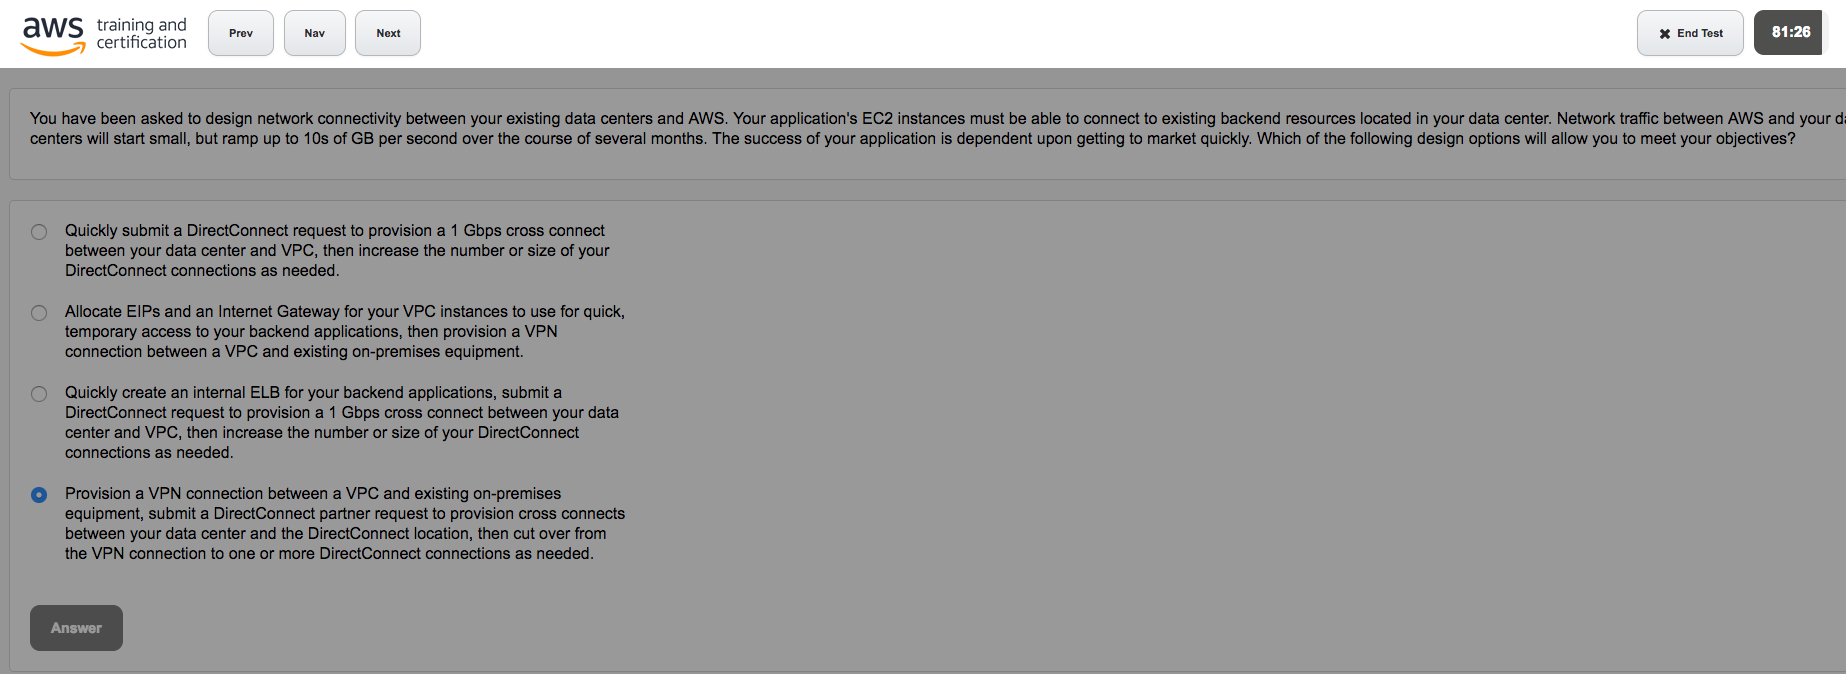 aws training and certification
Prev
Nav
Next
✖ End Test
81:26
You have been asked to design network connectivity between your existing data centers and AWS. Your application's EC2 instances must be able to connect to existing backend resources located in your data center. Network traffic between AWS and your
centers will start small, but ramp up to 10s of GB per second over the course of several months. The success of your application is dependent upon getting to market quickly. Which of the following design options will allow you to meet your objectives?
Quickly submit a DirectConnect request to provision a 1 Gbps cross connect
between your data center and VPC, then increase the number or size of your
DirectConnect connections as needed.
Allocate EIPs and an Internet Gateway for your VPC instances to use for quick,
temporary access to your backend applications, then provision a VPN
connection between a VPC and existing on-premises equipment.
Quickly create an internal ELB for your backend applications, submit a
DirectConnect request to provision a 1 Gbps cross connect between your data
center and VPC, then increase the number or size of your DirectConnect
connections as needed.
Provision a VPN connection between a VPC and existing on-premises
equipment, submit a DirectConnect partner request to provision cross connects
between your data center and the DirectConnect location, then cut over from
the VPN connection to one or more DirectConnect connections as needed.
Answer